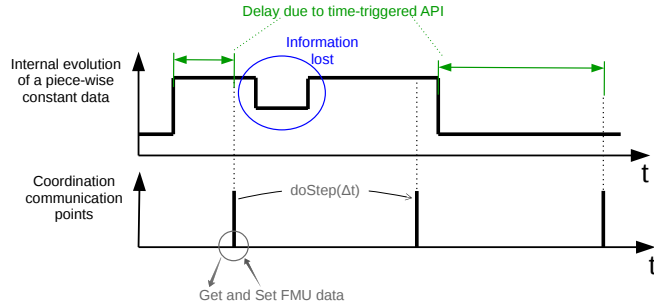 Delay due to time-triggered API
Internal evolution
of a piece-wise
constant data
Information
lost
t
Coordination
communication
points
doStep(Δt)
t
Get and Set FMU data